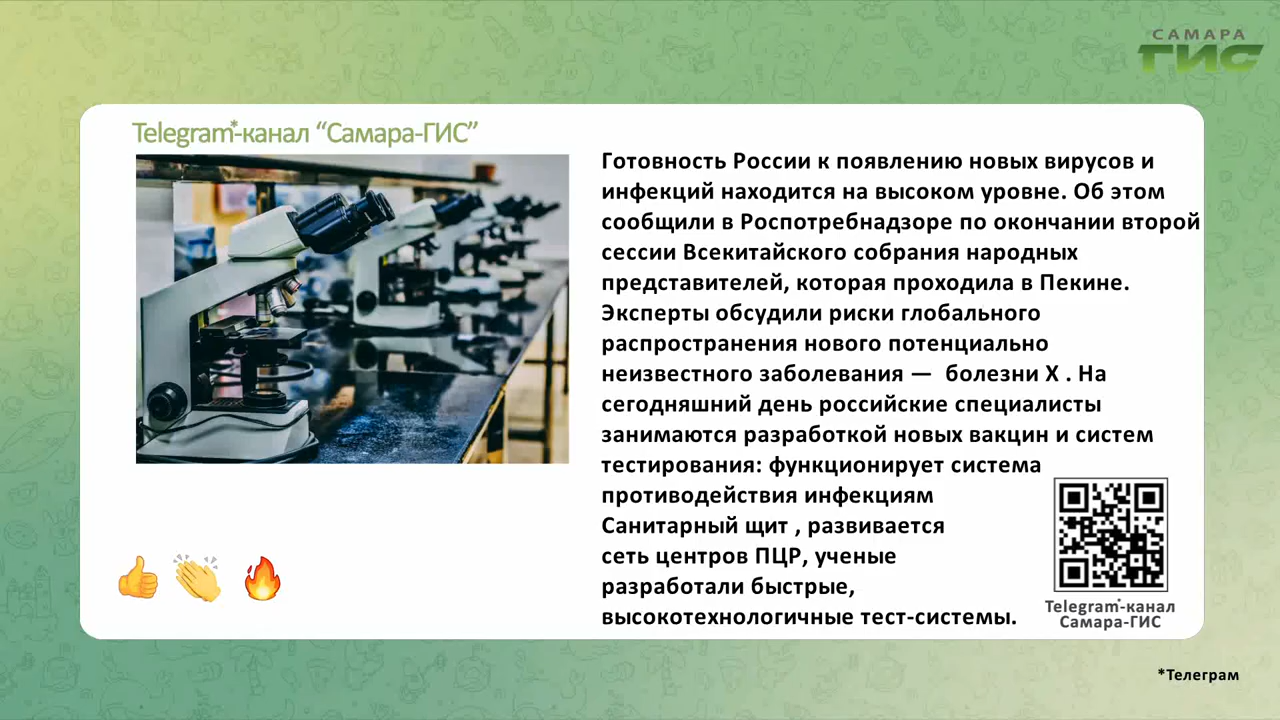 САМАРА
ГИС
Telegram*-канал “Самара-ГИС”
Готовность России к появлению новых вирусов и
инфекций находится на высоком уровне. Об этом
сообщили в Роспотребнадзоре по окончании второй
сессии Всекитайского собрания народных
представителей, которая проходила в Пекине.
Эксперты обсудили риски глобального
распространения нового потенциально
неизвестного заболевания —  болезни X . На
сегодняшний день российские специалисты
занимаются разработкой новых вакцин и систем
тестирования: функционирует система
противодействия инфекциям
Санитарный щит , развивается
сеть центров ПЦР, ученые
разработали быстрые,
высокотехнологичные тест-системы.
Telegram*-канал
Самара-ГИС
*Телеграм